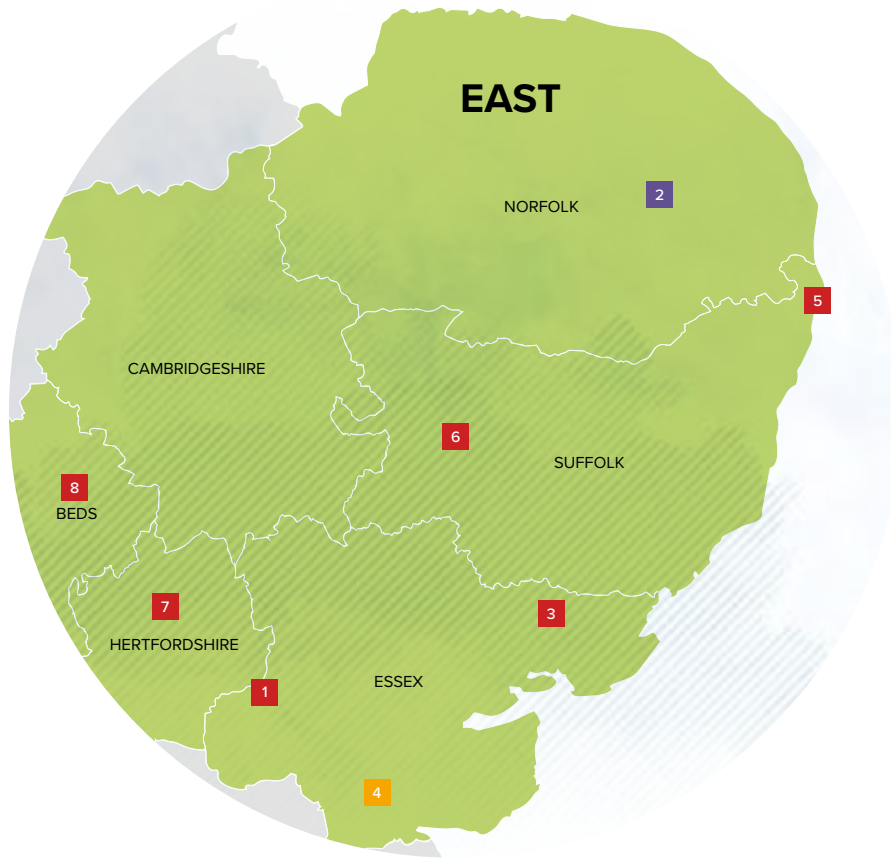 EAST
2
NORFOLK
5
CAMBRIDGESHIRE
6
SUFFOLK
8
BEDS
7
3
HERTFORDSHIRE
ESSEX
1
4